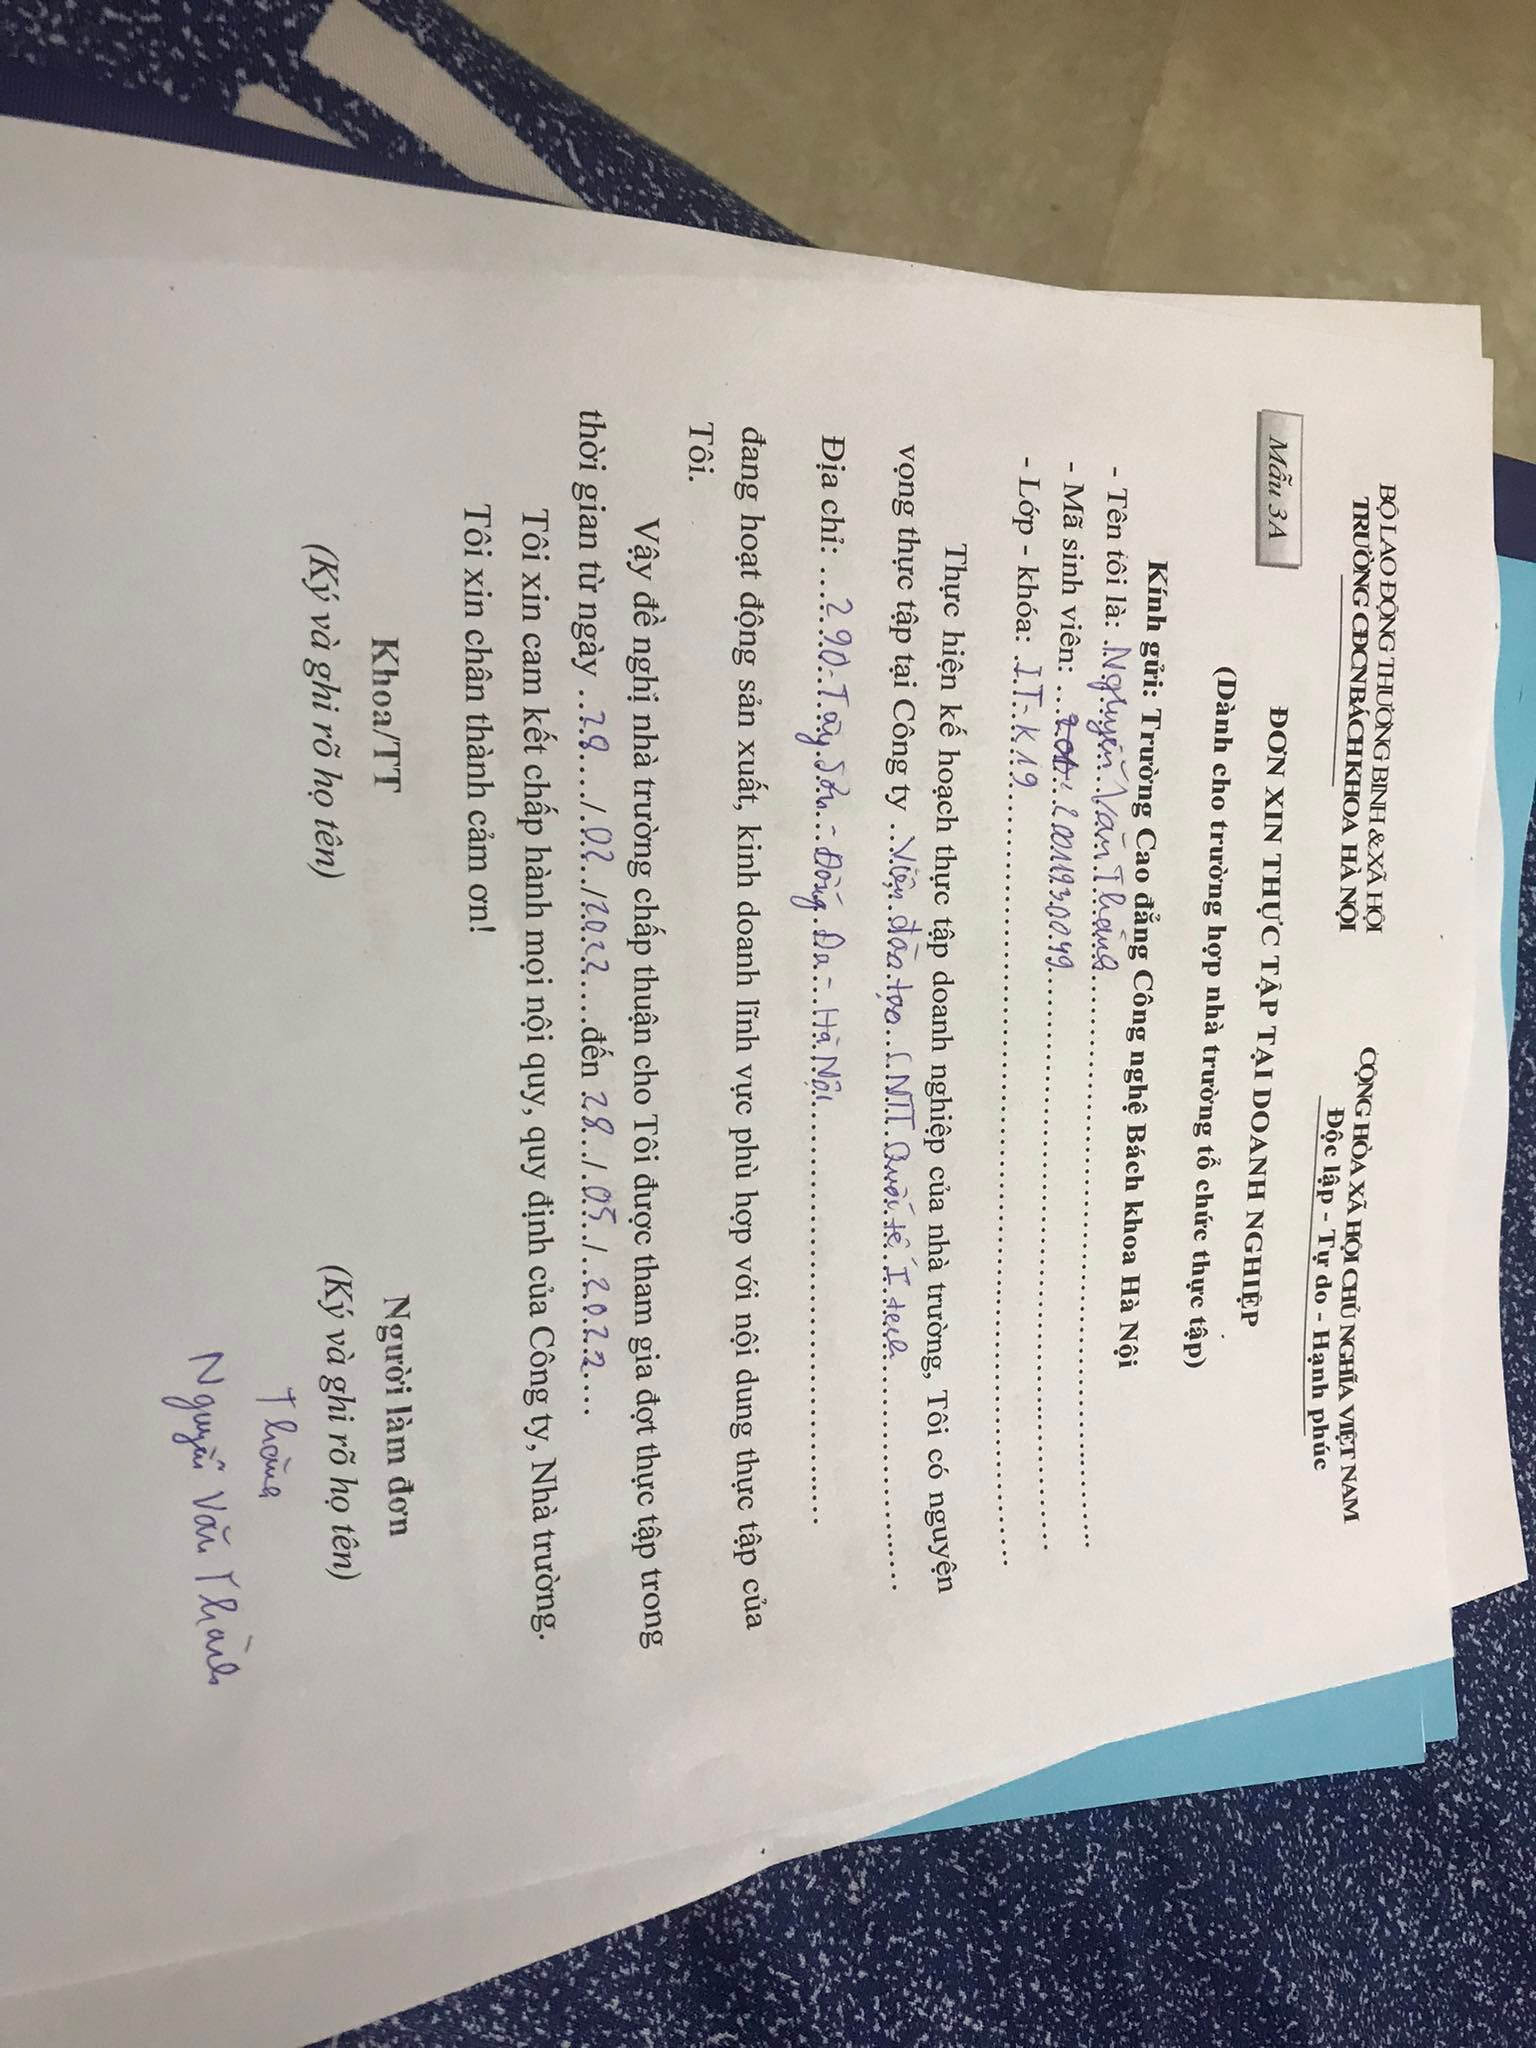 BỘ LAO ĐỘNG THƯƠNG BINH & XÃ HỘI
TRƯỜNG CĐCN BÁCH KHOA HÀ NỘI
CỘNG HÒA XÃ HỘI CHỦ NGHĨA VIỆT NAM
Độc lập - Tự do - Hạnh phúc
Mẫu 3A
ĐƠN XIN THỰC TẬP TẠI DOANH NGHIỆP
(Dành cho trường hợp nhà trường tổ chức thực tập)
Kính gửi: Trường Cao đẳng Công nghệ Bách khoa Hà Nội
- Tên tôi là: Nguyễn Văn Thành
- Mã sinh viên: 2001930049
- Lớp - khóa: IT-K19
Thực hiện kế hoạch thực tập doanh nghiệp của nhà trường, Tôi có nguyện
vọng thực tập tại Công ty Viện đào tạo CNTT Quốc tế Itech
Địa chỉ: 290 - Tây Sơn - Đống Đa - Hà Nội
đang hoạt động sản xuất, kinh doanh lĩnh vực phù hợp với nội dung thực tập của
Tôi.
Vậy đề nghị nhà trường chấp thuận cho Tôi được tham gia đợt thực tập trong
thời gian từ ngày 28/02/2022 đến 28/05/2022
Tôi xin cam kết chấp hành mọi nội quy, quy định của Công ty, Nhà trường.
Tôi xin chân thành cảm ơn!
Khoa/TT
(Ký và ghi rõ họ tên)
Người làm đơn
(Ký và ghi rõ họ tên)
Thành
Nguyễn Văn Thành